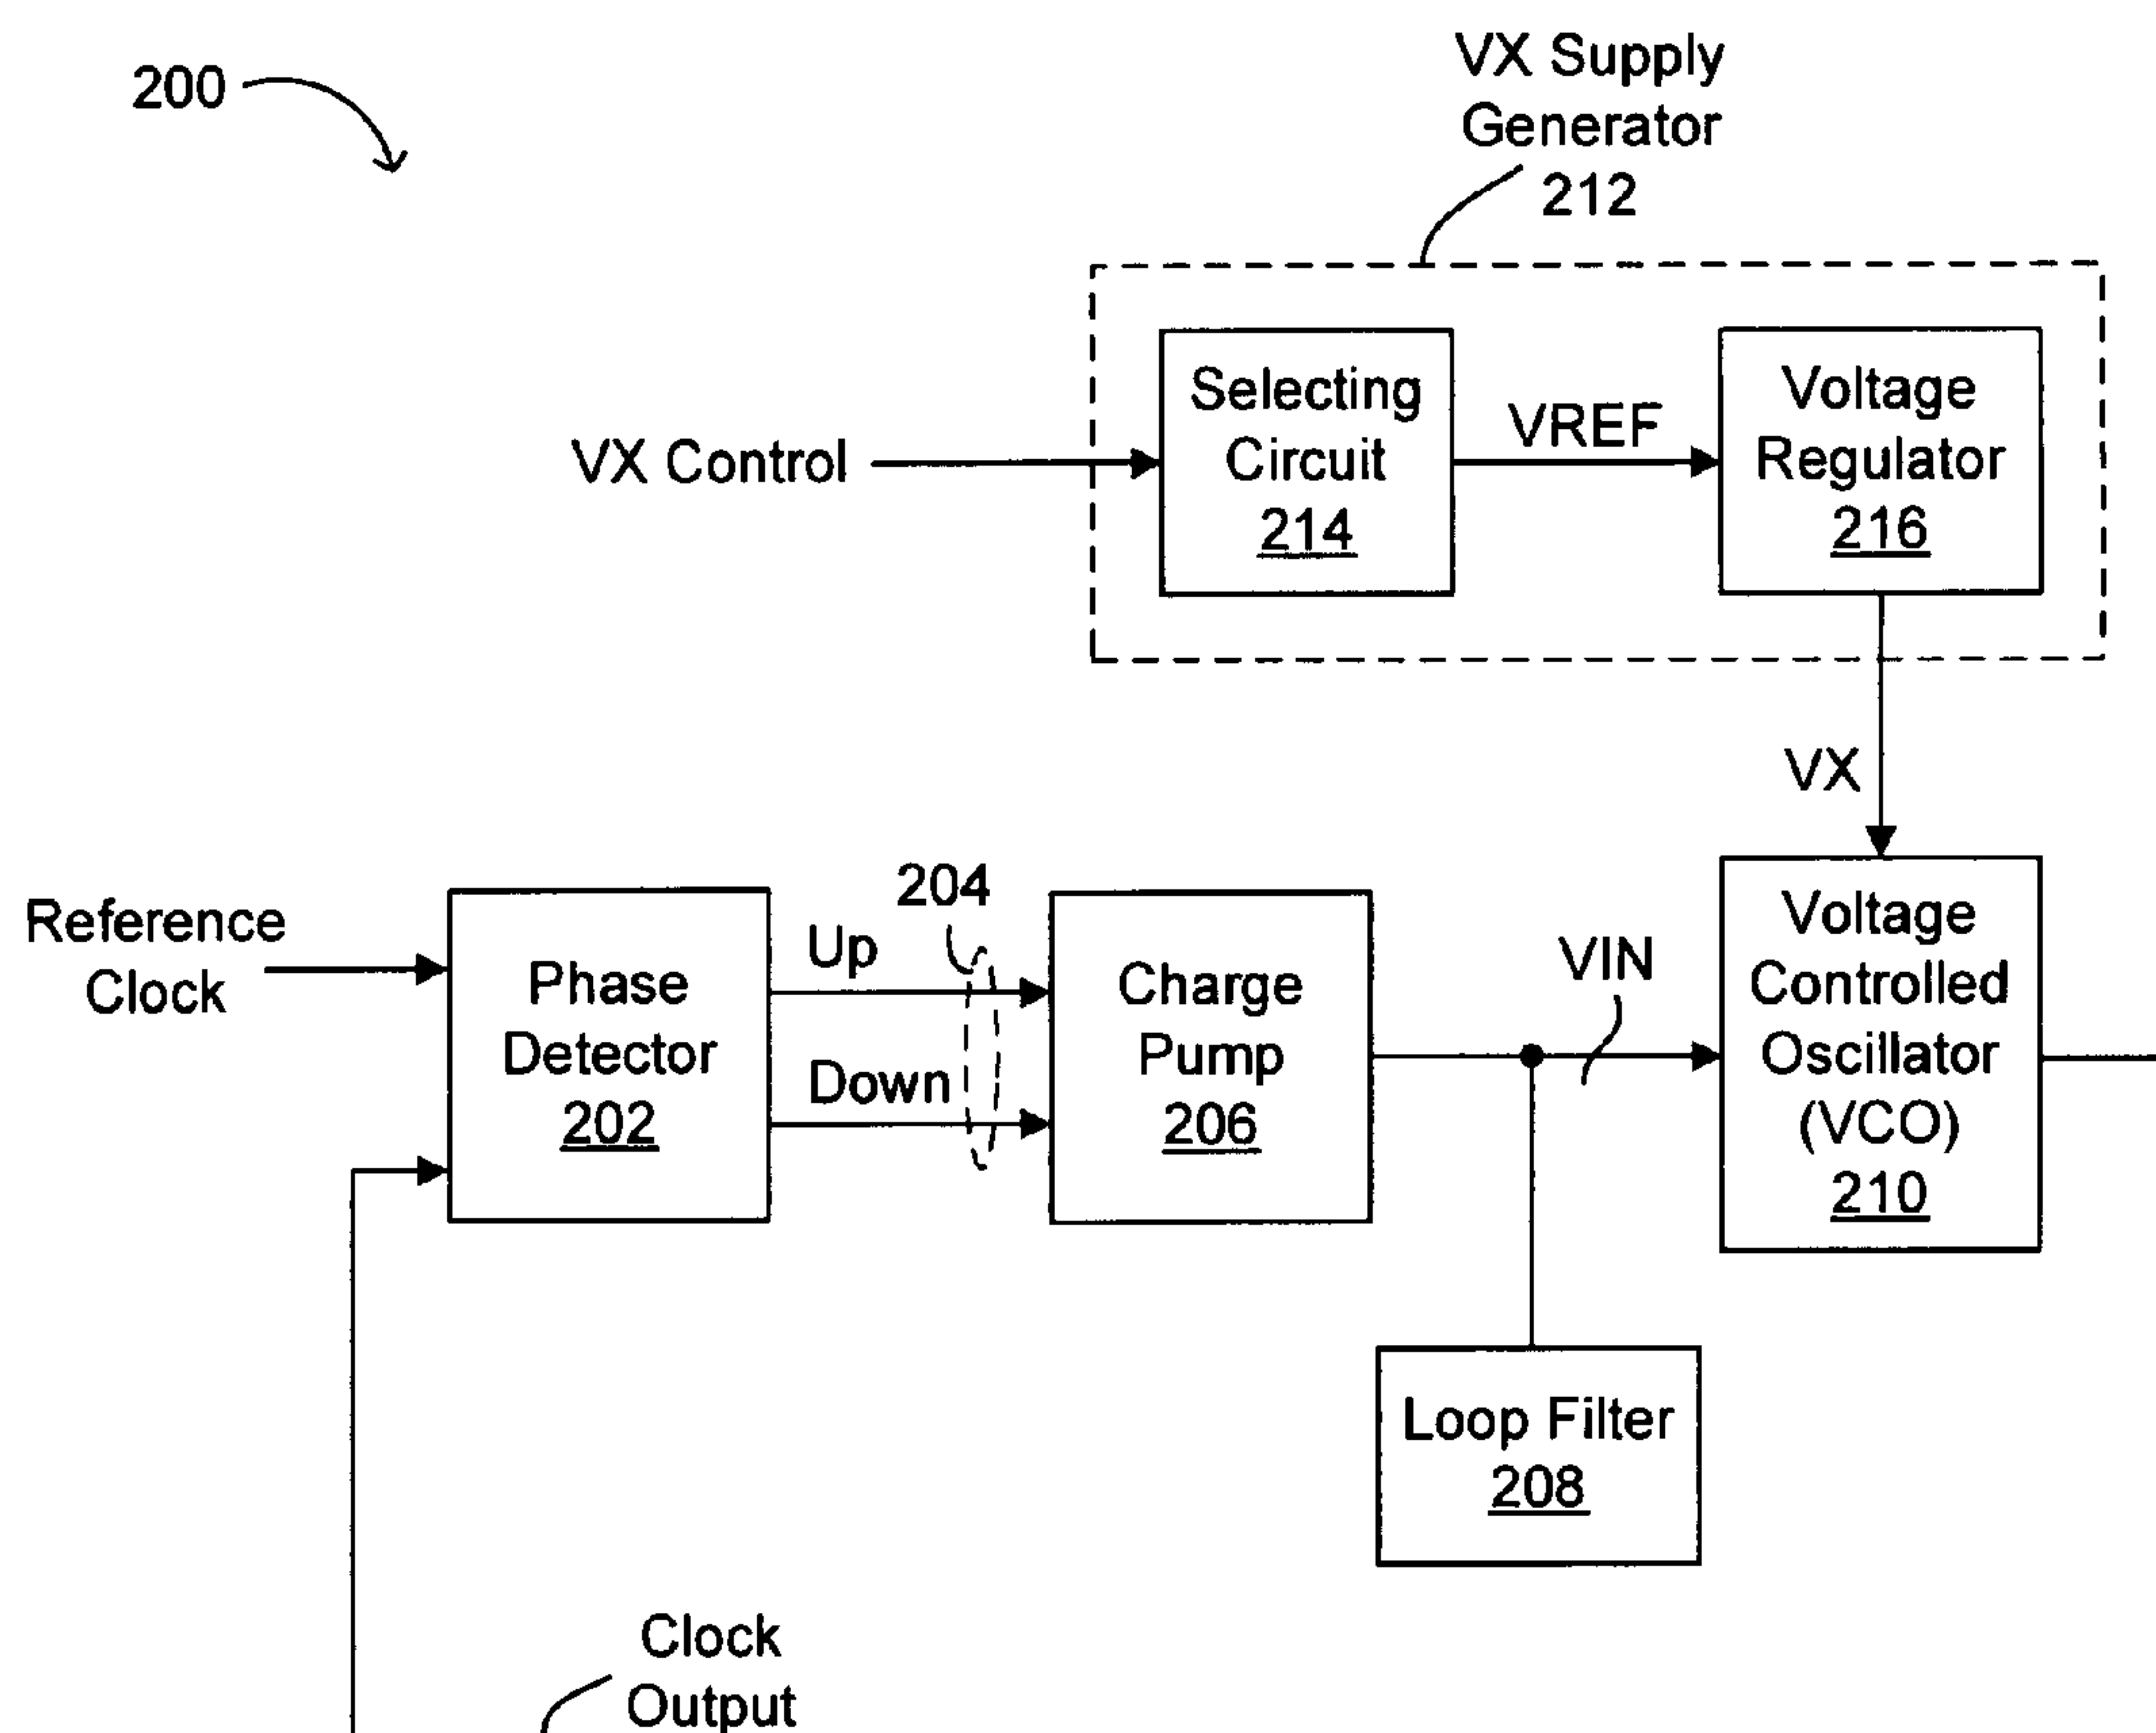 200
VX Supply
Generator
212
Selecting
Circuit
214
VREF
Voltage
Regulator
216
VX Control
VX
Reference
Clock
Phase
Detector
202
Up
Down
204
Charge
Pump
206
VIN
Voltage
Controlled
Oscillator
(VCO)
210
Loop Filter
208
Clock
Output